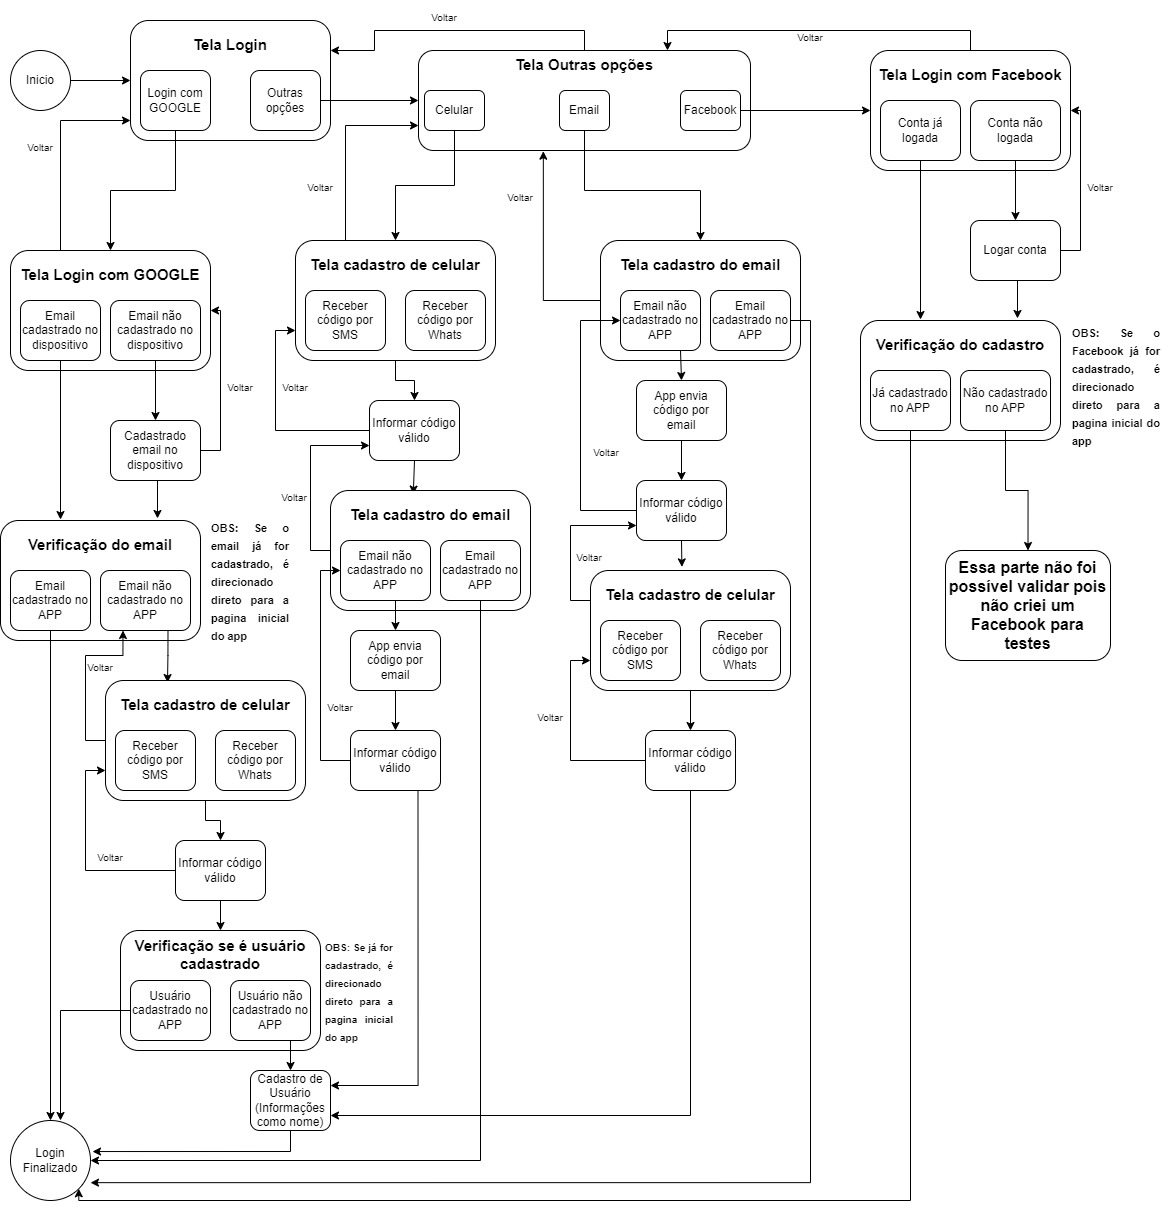 Voltar
Tela Login
Inicio
Login com
GOOGLE
Outras
opções
Voltar
Tela Outras opções
Celular
Email
Facebook
Voltar
Tela Login com Facebook
Conta já
logada
Conta não
logada
Voltar
Voltar
Voltar
Voltar
Logar conta
Tela Login com GOOGLE
Email
cadastrado no
dispositivo
Email não
cadastrado no
dispositivo
Voltar
Cadastrado
email no
dispositivo
Tela cadastro de celular
Receber
código por
SMS
Receber
código por
Whats
Voltar
Informar código
válido
Tela cadastro do email
Email não
cadastrado no
APP
Email
cadastrado no
APP
App envia
código por
email
Voltar
Informar código
válido
Verificação do cadastro
Já cadastrado
no APP
Não cadastrado
no APP
OBS: Se o
Facebook já for
cadastrado, é
direcionado
direto para a
pagina inicial do
app
Verificação do email
Email
cadastrado no
APP
Email não
cadastrado no
APP
OBS: Se o
email já for
cadastrado, é
direcionado
direto para a
pagina inicial
do app
Voltar
Tela cadastro do email
Email não
cadastrado no
APP
Email
cadastrado no
APP
App envia
código por
email
Voltar
Informar código
válido
Voltar
Tela cadastro de celular
Receber
código por
SMS
Receber
código por
Whats
Voltar
Informar código
válido
Essa parte não foi
possível validar pois
não criei um
Facebook para
testes
Voltar
Tela cadastro de celular
Receber
código por
SMS
Receber
código por
Whats
Voltar
Informar código
válido
Verificação se é usuário
cadastrado
Usuário
cadastrado no
APP
Usuário não
cadastrado no
APP
OBS: Se já for
cadastrado, é
direcionado
direto para a
pagina inicial
do app
Cadastro de
Usuário
(Informações
como nome)
Login
Finalizado